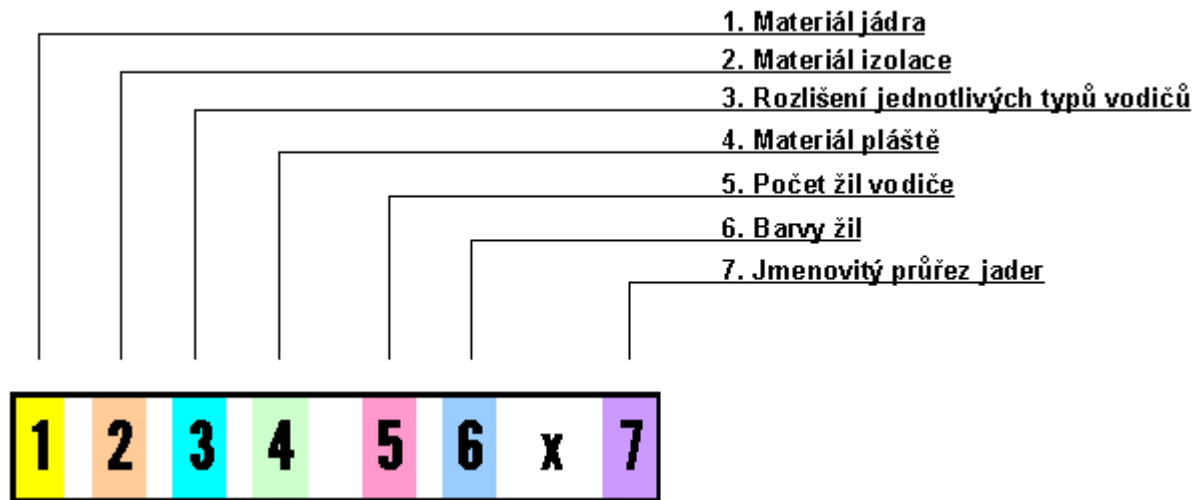 1. Materiál jádra
2. Materiál izolace
3. Rozlišení jednotlivých typů vodičů
4. Materiál pláště
5. Počet žil vodiče
6. Barvy žil
7. Jmenovitý průřez jader
1 2 3 4 5 6 x 7